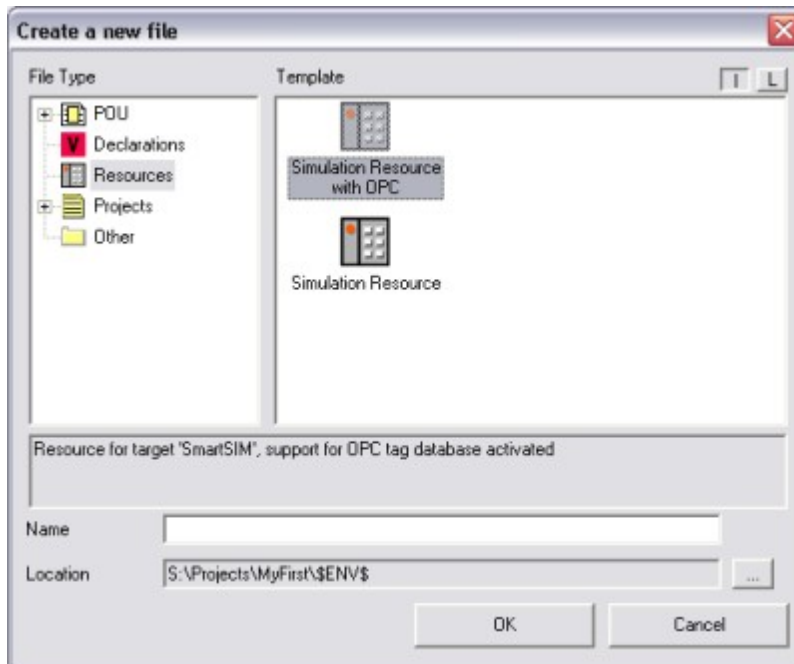 Create a new file
File Type
Template
I
L
POU
V
Declarations
Resources
Projects
Other
Simulation Resource
with OPC
Simulation Resource
Resource for target 'SmartSIM', support for OPC tag database activated
Name
Location
S:\Projects\MyFirst\$ENV$
...
OK
Cancel